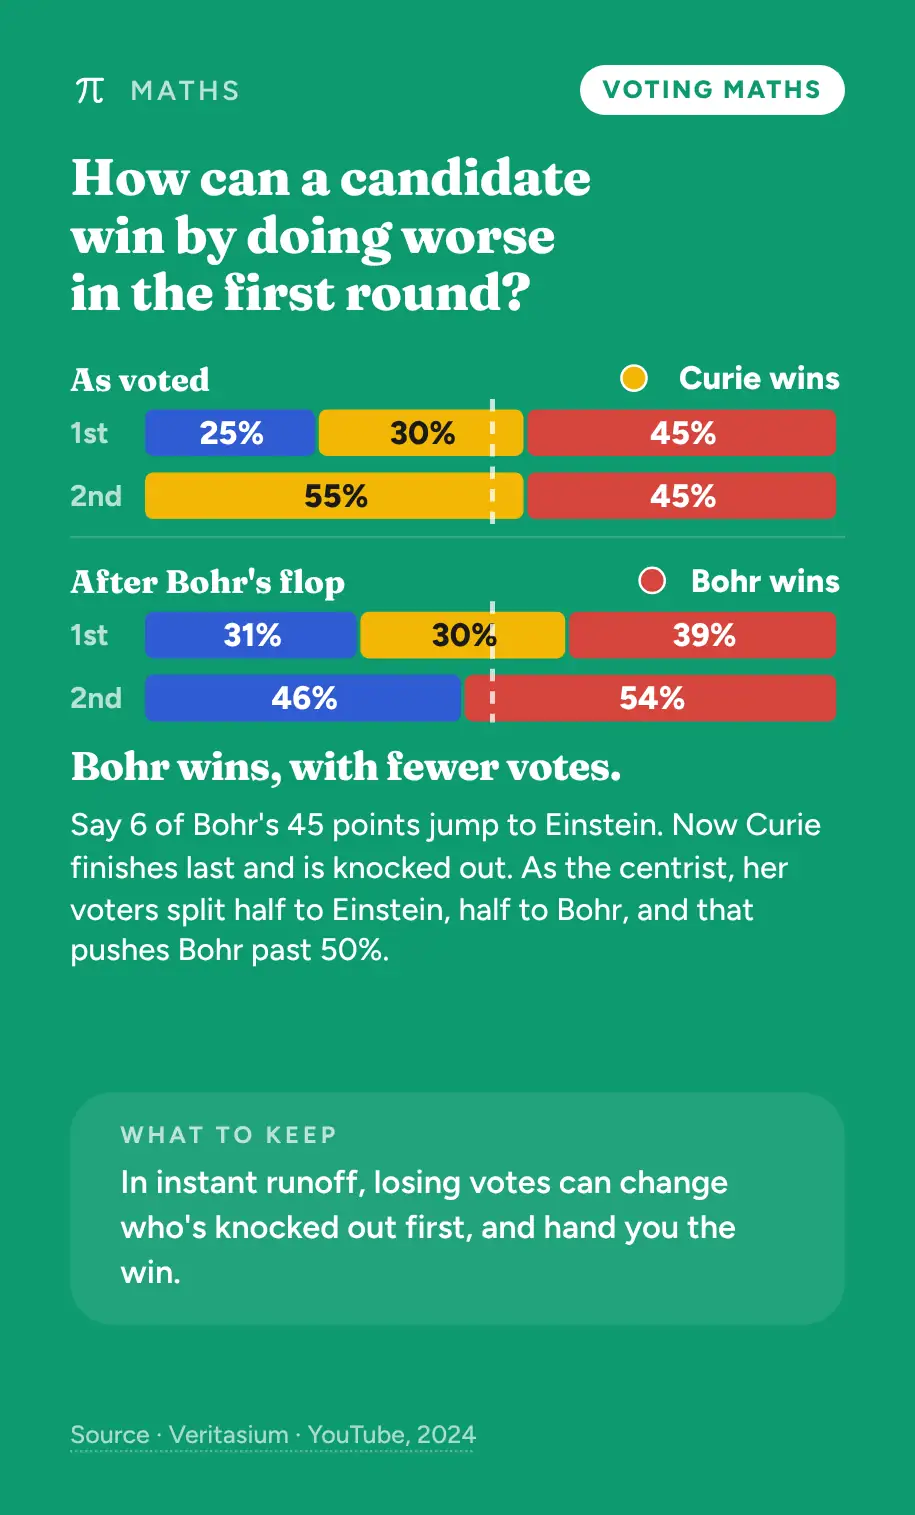 π MATHS
VOTING MATHS
How can a candidate
win by doing worse
in the first round?
As voted
Curie wins
1st 25% 30% 45%
2nd 55% 45%
After Bohr's flop
Bohr wins
1st 31% 30% 39%
2nd 46% 54%
Bohr wins, with fewer votes.
Say 6 of Bohr's 45 points jump to Einstein. Now Curie
finishes last and is knocked out. As the centrist, her
voters split half to Einstein, half to Bohr, and that
pushes Bohr past 50%.
WHAT TO KEEP
In instant runoff, losing votes can change
who's knocked out first, and hand you the
win.
Source · Veritasium · YouTube, 2024